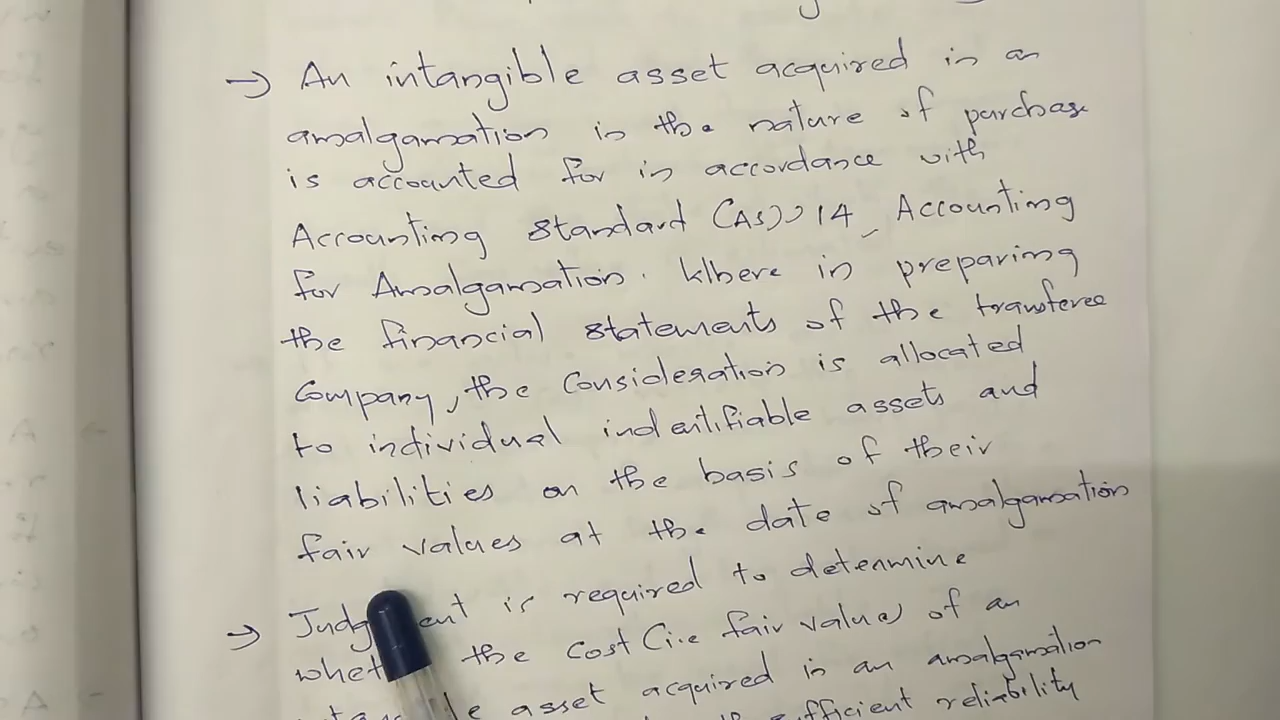 → An intangible asset acquired in an
amalgamation in the nature of purchase
is accounted for in accordance with
Accounting Standard (AS) 14, Accounting
for Amalgamation. Where in preparing
the financial statements of the transferee
Company, the consideration is allocated
to individual indentifiable assets and
liabilities on the basis of their
fair values at the date of amalgamation
→ is required to determine
the cost (i.e fair value) of an
asset acquired in an amalgamation
sufficient reliability